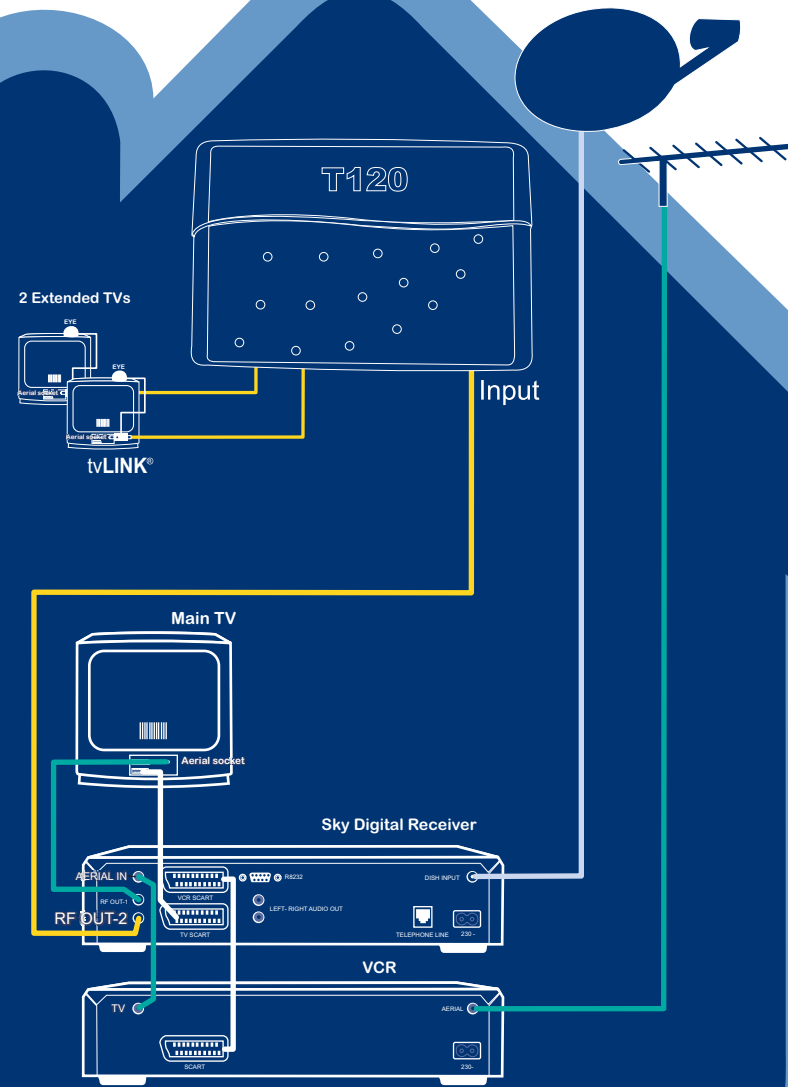 T120
2 Extended TVs
EYE
EYE
Aerial socket
Aerial socket
tvLINK®
Input
Main TV
Aerial socket
Sky Digital Receiver
AERIAL IN
R8232
DISH INPUT
VCR SCART
RF OUT-1
LEFT- RIGHT AUDIO OUT
RF OUT-2
TV SCART
TELEPHONE LINE
230 -
VCR
TV
AERIAL
SCART
230-